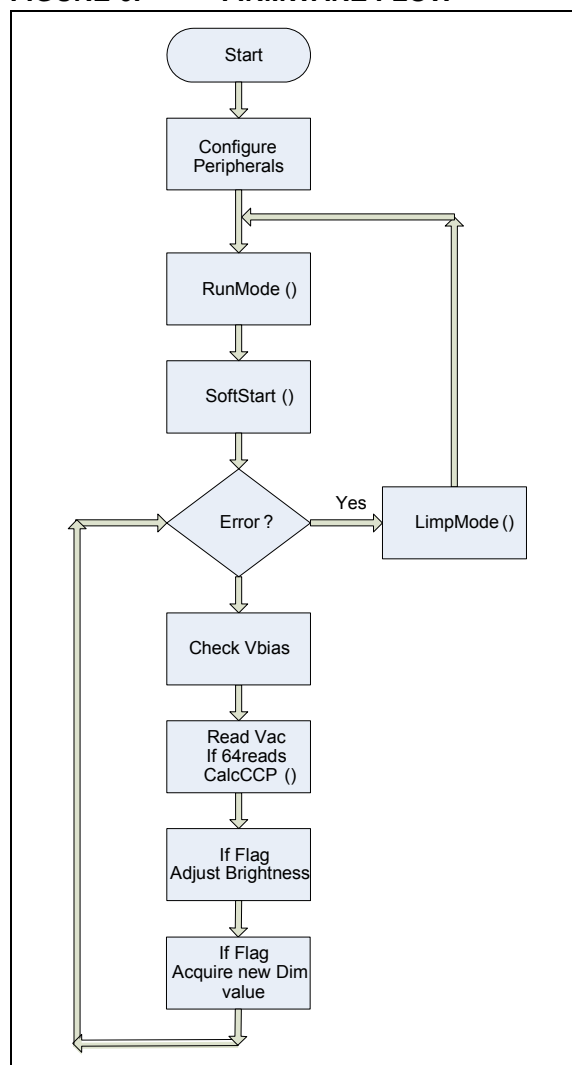 Start
Configure
Peripherals
RunMode ()
SoftStart ()
Error ?
Yes
LimpMode ()
Check Vbias
Read Vac
If 64reads
CalcCCP ()
If Flag
Adjust Brightness
If Flag
Acquire new Dim
value